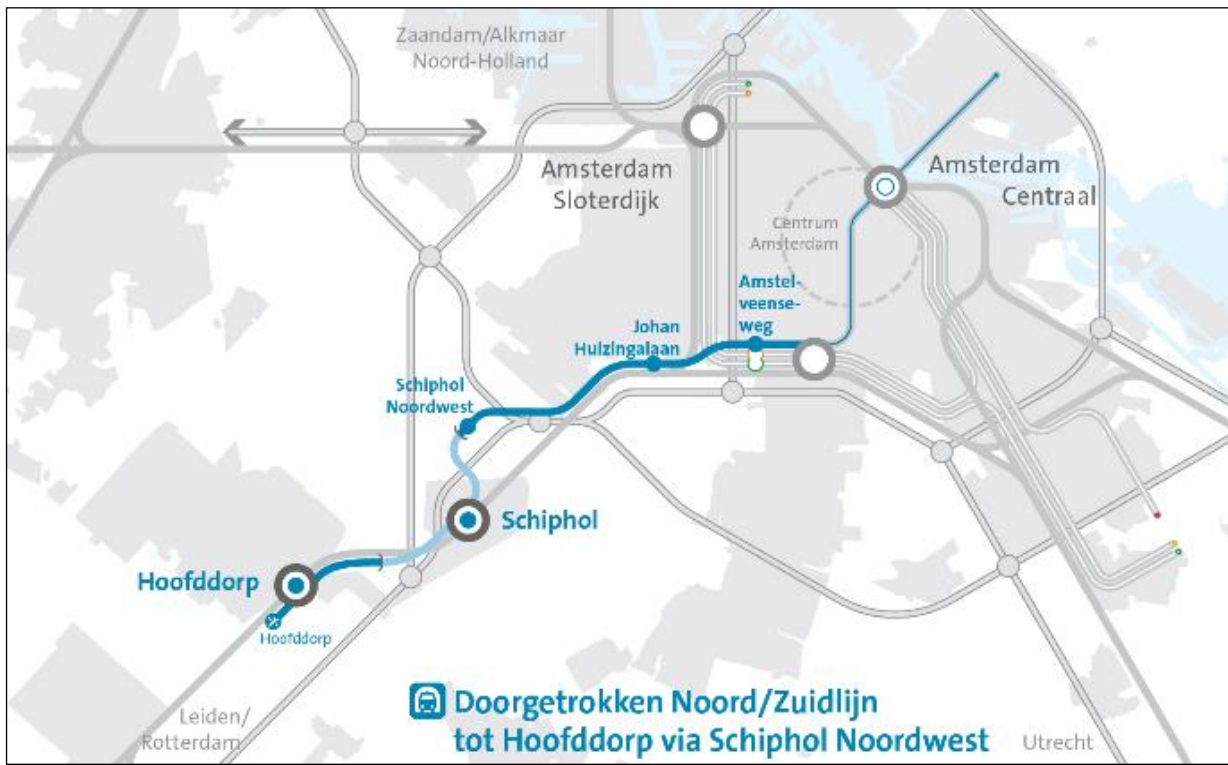 Zaandam/Alkmaar
Noord-Holland
Amsterdam
Sloterdijk
Amsterdam
Centraal
Centrum
Amsterdam
Amstel-
veense-
weg
Johan
Huizingalaan
Schiphol
Noordwest
Schiphol
Hoofddorp
Hoofddorp
Leiden/
Rotterdam
Doorgetrokken Noord/Zuidlijn
tot Hoofddorp via Schiphol Noordwest
Utrecht